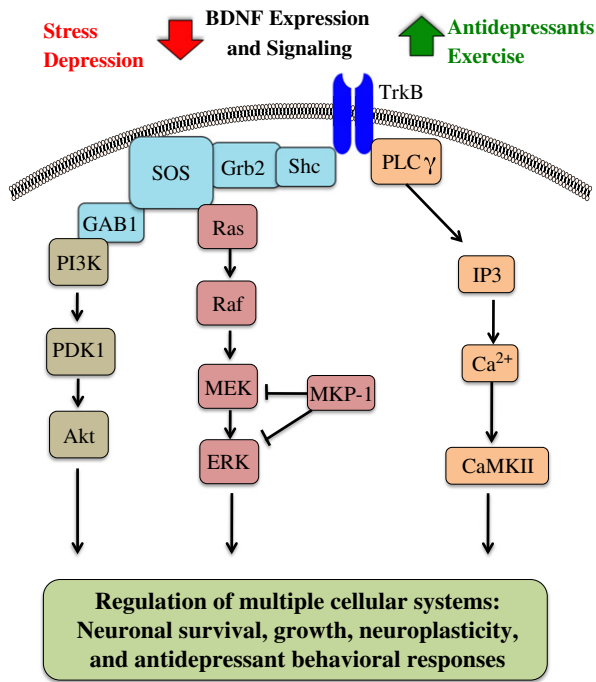 Stress
Depression
BDNF Expression
and Signaling
Antidepressants
Exercise
TrkB
SOS
Grb2
Shc
PLC γ
GAB1
Ras
PI3K
IP3
Raf
PDK1
Ca²⁺
MEK
MKP-1
Akt
ERK
CaMKII
Regulation of multiple cellular systems:
Neuronal survival, growth, neuroplasticity,
and antidepressant behavioral responses